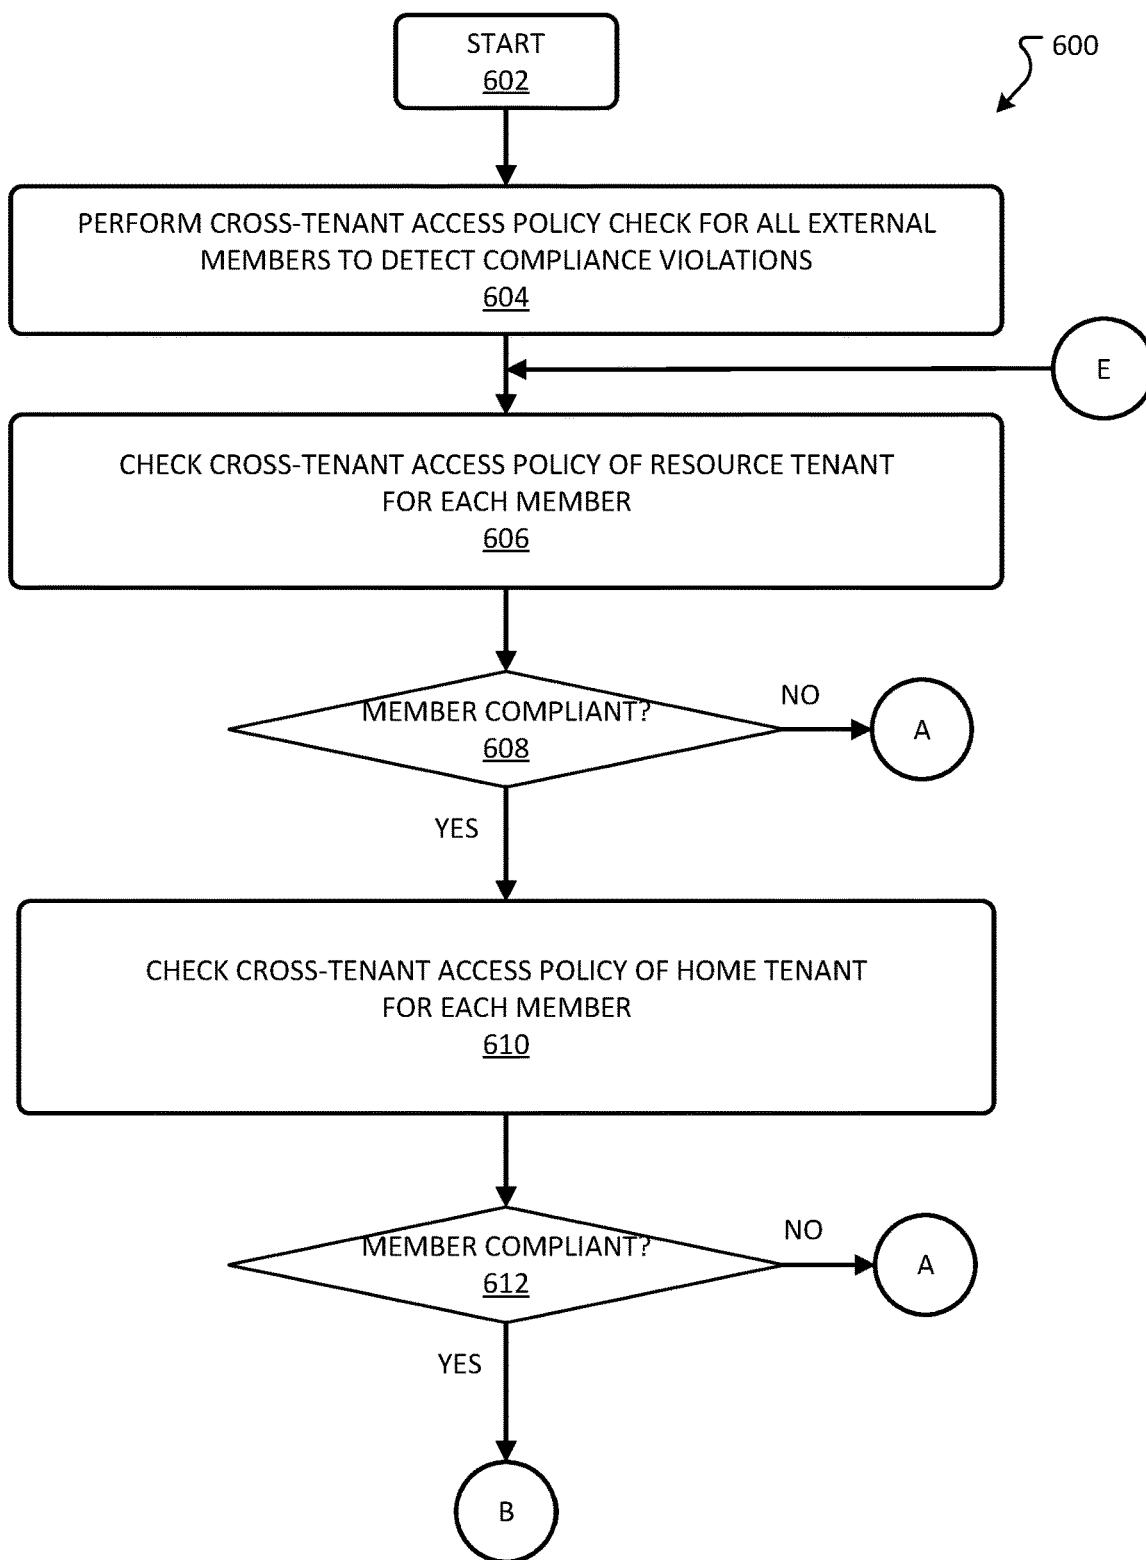 START
602
600
PERFORM CROSS-TENANT ACCESS POLICY CHECK FOR ALL EXTERNAL
MEMBERS TO DETECT COMPLIANCE VIOLATIONS
604
E
CHECK CROSS-TENANT ACCESS POLICY OF RESOURCE TENANT
FOR EACH MEMBER
606
MEMBER COMPLIANT?
608
NO
A
YES
CHECK CROSS-TENANT ACCESS POLICY OF HOME TENANT
FOR EACH MEMBER
610
MEMBER COMPLIANT?
612
NO
A
YES
B